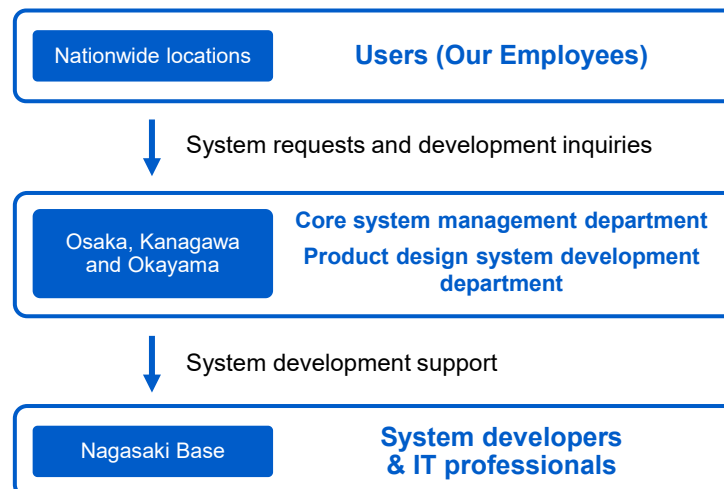 Nationwide locations
Users (Our Employees)
System requests and development inquiries
Osaka, Kanagawa
and Okayama
Core system management department
Product design system development
department
System development support
Nagasaki Base
System developers
& IT professionals